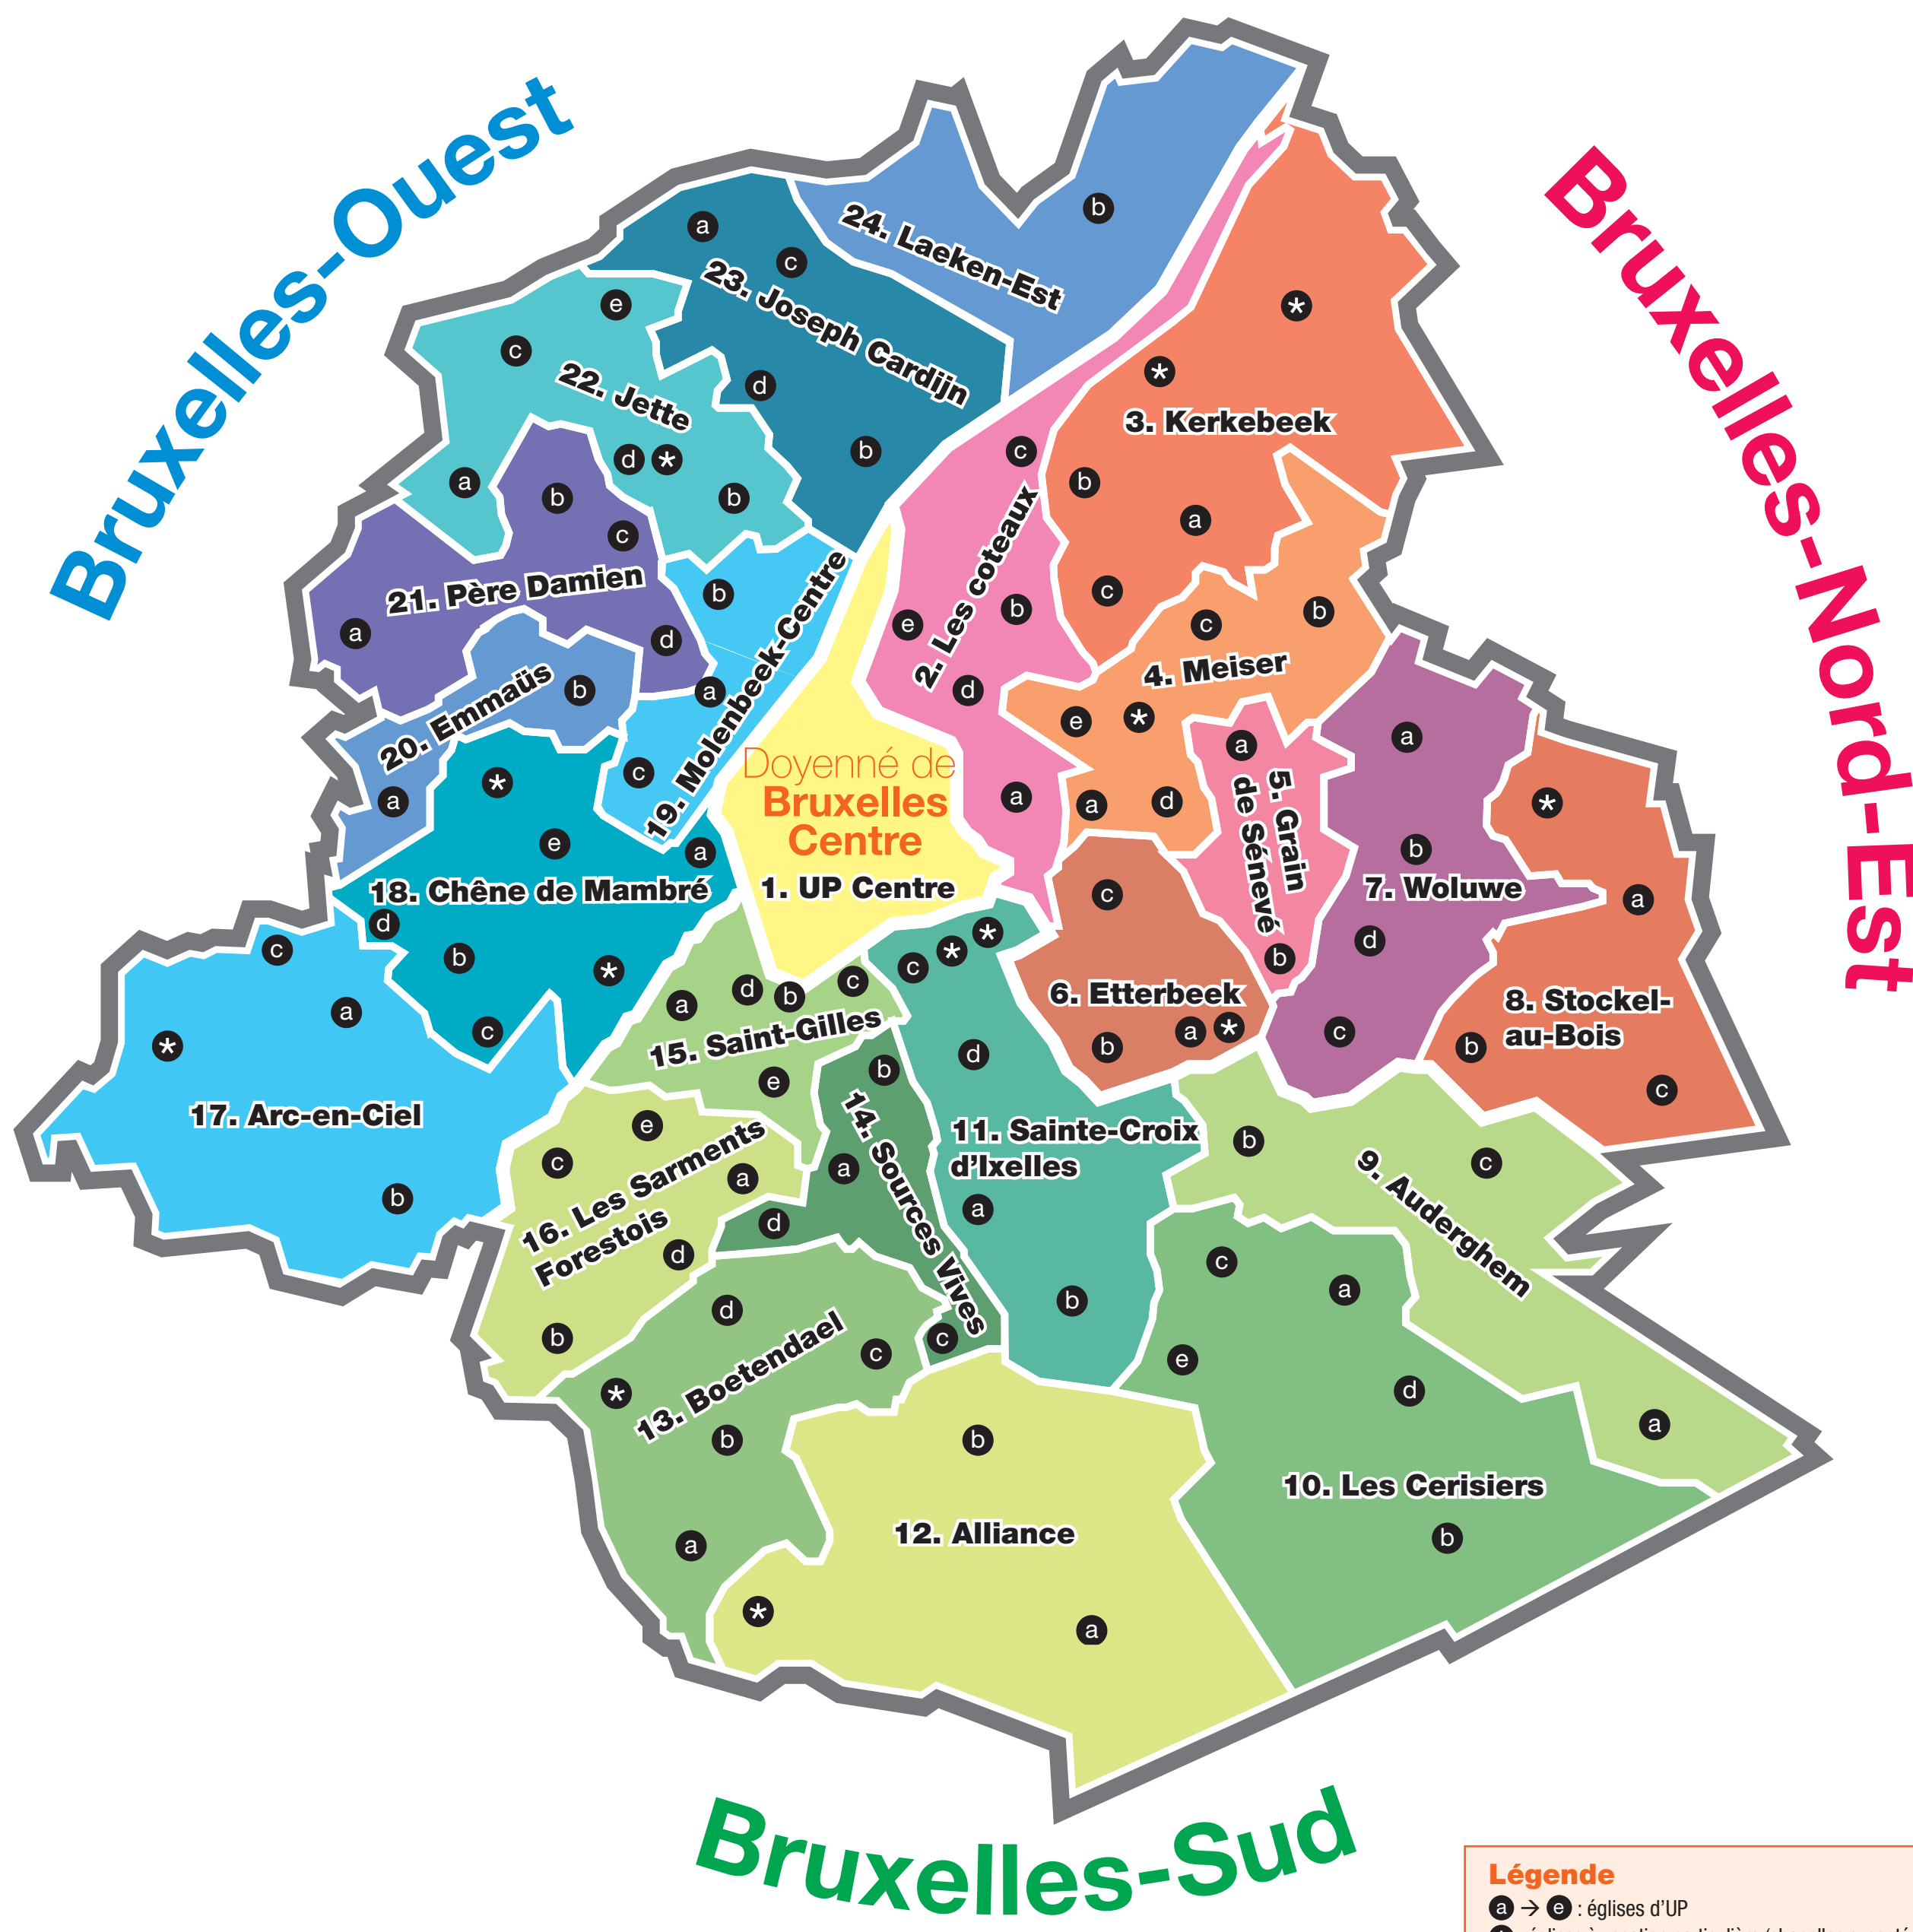 Bruxelles-Ouest
Bruxelles-Nord-Est
b
24. Laeken-Est
a
c
23. Joseph Cardijn
d
b
e
c
22. Jette
d *
a
b
b
c
21. Père Damien
a
d
b
20. Emmaüs
a
b
a
19. Molenbeek-Centre
c
*
*
3. Kerkebeek
b
a
c
c
2. Les coteaux
e
b
d
a
c
b
4. Meiser
e
*
a
d
a
5. Grain
de Sénevé
b
a
b
7. Woluwe
d
c
*
a
8. Stockel-
au-Bois
b
c
Doyenné de
Bruxelles
Centre
1. UP Centre
*
e
a
18. Chêne de Mambré
d
b
*
c
c
a
*
17. Arc-en-Ciel
b
a
d
b
c
15. Saint-Gilles
e
c
*
*
d
11. Sainte-Croix
d'Ixelles
a
b
c
6. Etterbeek
b
a
*
b
14. Sources Vives
a
d
c
e
c
a
16. Les Sarments
Forestois
d
b
b
c
9. Auderghem
a
c
a
e
d
10. Les Cerisiers
b
d
c
13. Boetendael
*
b
a
b
12. Alliance
*
a
Bruxelles-Sud
Légende
a → e : églises d'UP